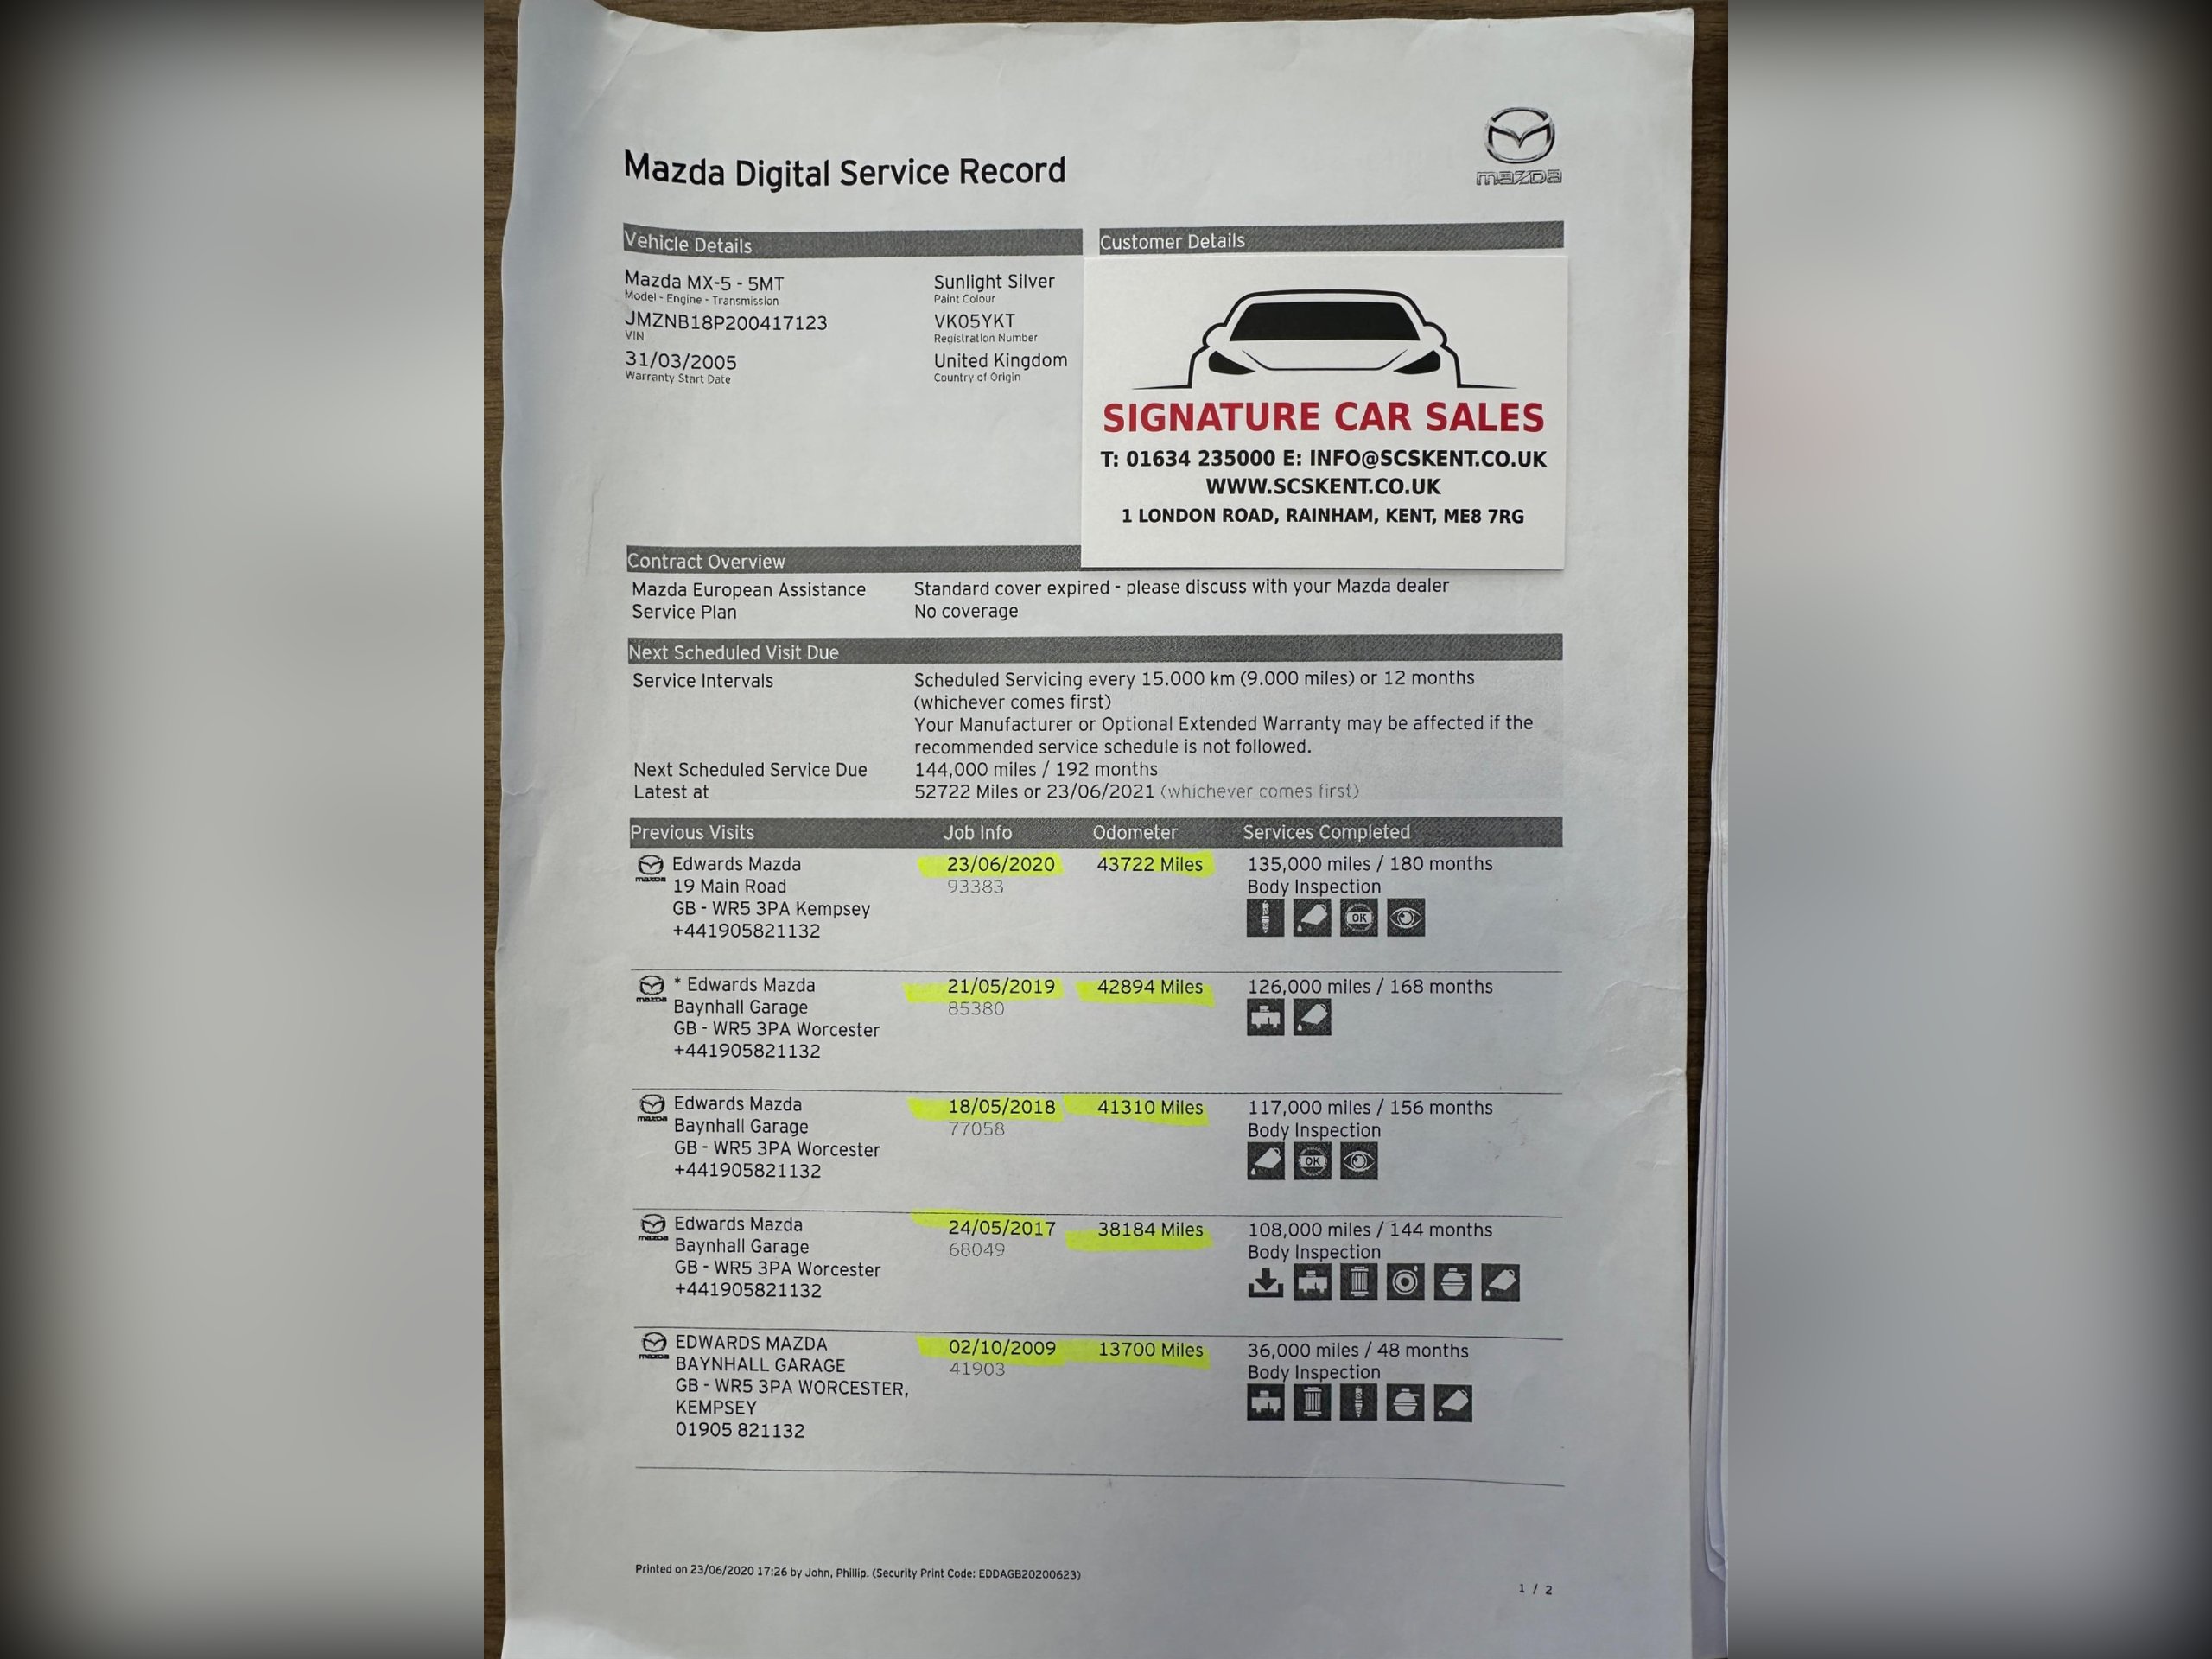 mazda
Mazda Digital Service Record
Vehicle Details
Customer Details
Mazda MX-5 - 5MT
Model - Engine - Transmission
Sunlight Silver
Paint Colour
JMZNB18P200417123
VIN
VK05YKT
Registration Number
31/03/2005
Warranty Start Date
United Kingdom
Country of Origin
SIGNATURE CAR SALES
T: 01634 235000 E: INFO@SCSKENT.CO.UK
WWW.SCSKENT.CO.UK
1 LONDON ROAD, RAINHAM, KENT, ME8 7RG
Contract Overview
Mazda European Assistance Standard cover expired - please discuss with your Mazda dealer
Service Plan No coverage
Next Scheduled Visit Due
Service Intervals Scheduled Servicing every 15.000 km (9.000 miles) or 12 months
(whichever comes first)
Your Manufacturer or Optional Extended Warranty may be affected if the
recommended service schedule is not followed.
Next Scheduled Service Due 144,000 miles / 192 months
Latest at 52722 Miles or 23/06/2021 (whichever comes first)
Previous Visits Job Info Odometer Services Completed
mazda Edwards Mazda 23/06/2020 43722 Miles 135,000 miles / 180 months
19 Main Road 93383 Body Inspection
GB - WR5 3PA Kempsey OK
+441905821132
mazda * Edwards Mazda 21/05/2019 42894 Miles 126,000 miles / 168 months
Baynhall Garage 85380
GB - WR5 3PA Worcester
+441905821132
mazda Edwards Mazda 18/05/2018 41310 Miles 117,000 miles / 156 months
Baynhall Garage 77058 Body Inspection
GB - WR5 3PA Worcester OK
+441905821132
mazda Edwards Mazda 24/05/2017 38184 Miles 108,000 miles / 144 months
Baynhall Garage 68049 Body Inspection
GB - WR5 3PA Worcester
+441905821132
mazda EDWARDS MAZDA 02/10/2009 13700 Miles 36,000 miles / 48 months
BAYNHALL GARAGE 41903 Body Inspection
GB - WR5 3PA WORCESTER,
KEMPSEY
01905 821132
Printed on 23/06/2020 17:26 by John, Phillip. (Security Print Code: EDDAGB20200623)
1 / 2